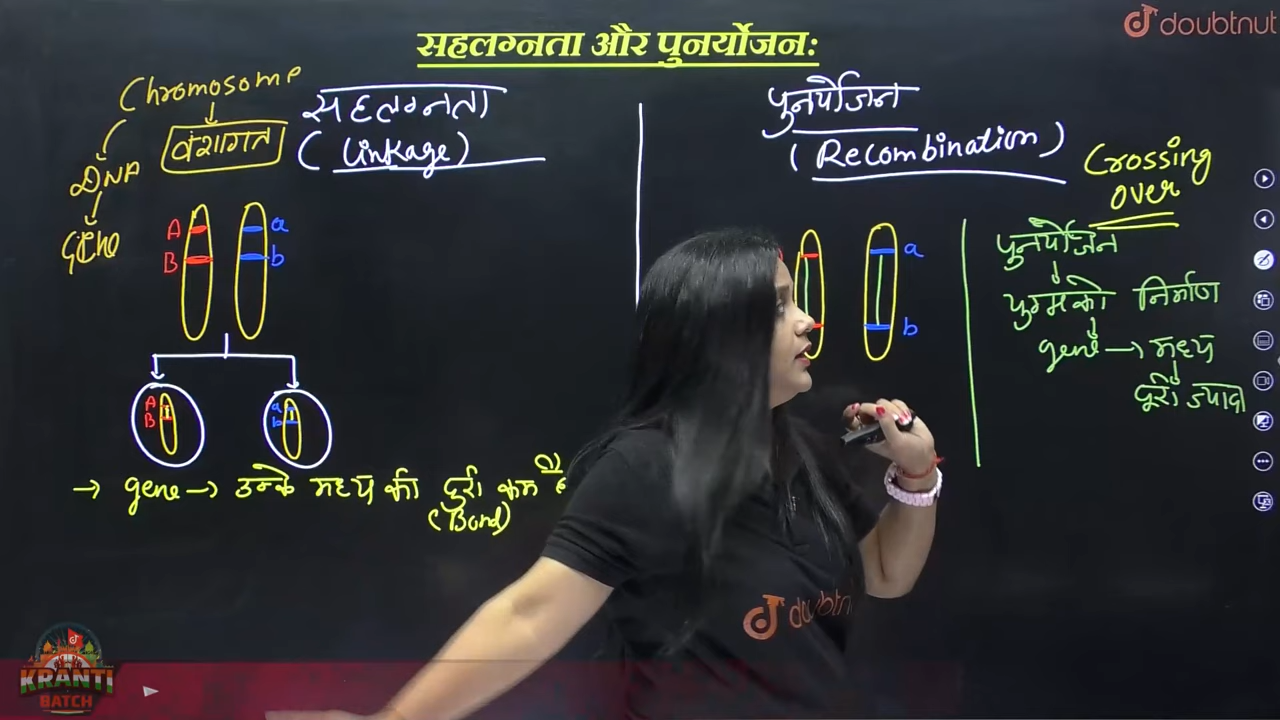 doubtnut
सहलग्नता और पुनर्योजन:
Chromosome
वंशागत
DNA
Gene
सहलग्नता
(Linkage)
A
B
a
b
A
B
a
b
→ gene → उनके मध्य की दूरी कम
(Bond)
पुनर्योजन
(Recombination)
Crossing
over
a
b
पुनर्योजन
युग्मको निर्माण
gene → मध्य
दूरी ज्यादा
doubtnut
KRANTI
BATCH